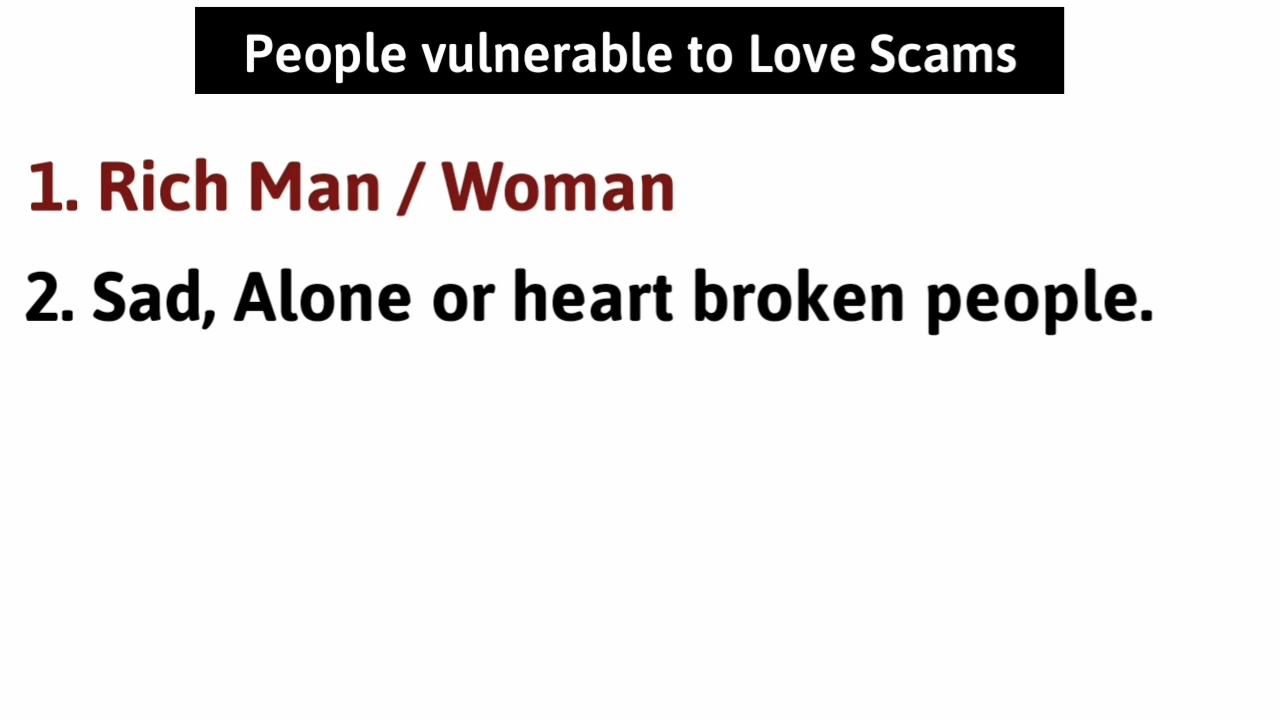 People vulnerable to Love Scams
1. Rich Man / Woman
2. Sad, Alone or heart broken people.